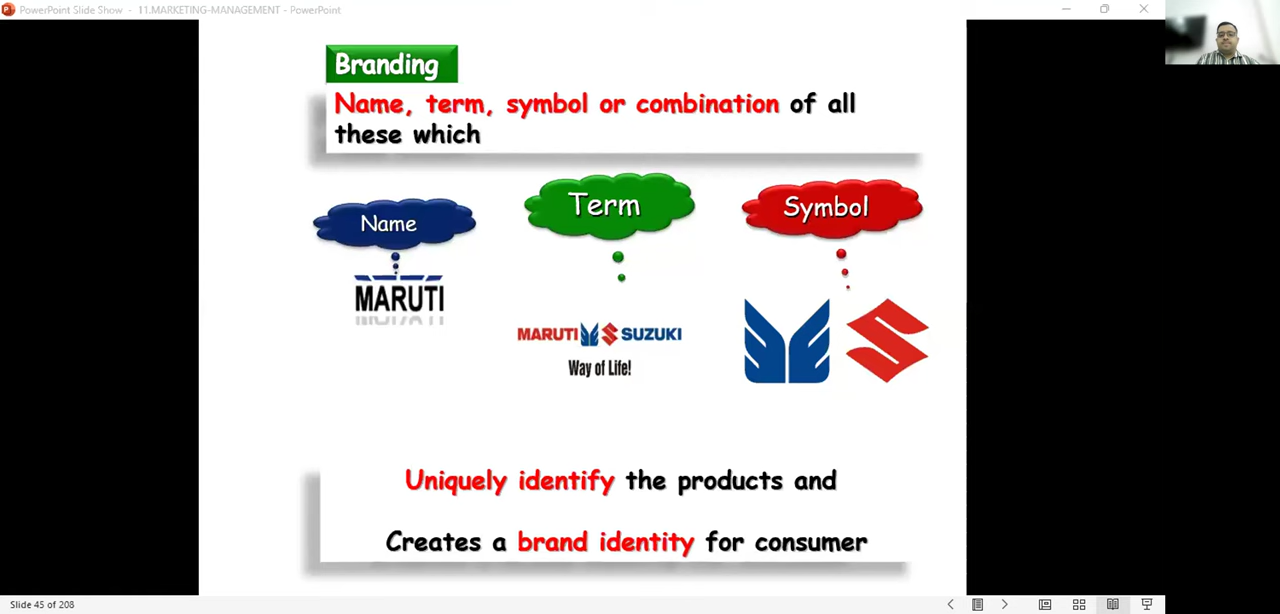 PowerPoint Slide Show - 11.MARKETING-MANAGEMENT - PowerPoint
Branding
Name, term, symbol or combination of all
these which
Name
Term
Symbol
MARUTI
MARUTI SUZUKI
Way of Life!
Uniquely identify the products and
Creates a brand identity for consumer
Slide 45 of 208